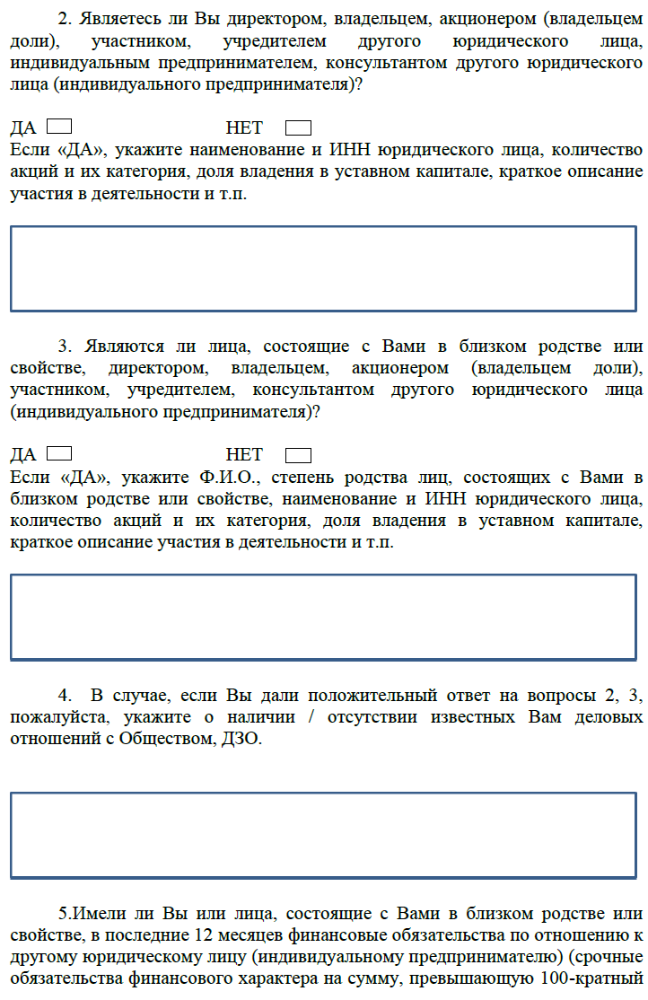 2. Являетесь ли Вы директором, владельцем, акционером (владельцем
доли), участником, учредителем другого юридического лица,
индивидуальным предпринимателем, консультантом другого юридического
лица (индивидуального предпринимателя)?
ДА НЕТ
Если «ДА», укажите наименование и ИНН юридического лица, количество
акций и их категория, доля владения в уставном капитале, краткое описание
участия в деятельности и т.п.
3. Являются ли лица, состоящие с Вами в близком родстве или
свойстве, директором, владельцем, акционером (владельцем доли),
участником, учредителем, консультантом другого юридического лица
(индивидуального предпринимателя)?
ДА НЕТ
Если «ДА», укажите Ф.И.О., степень родства лиц, состоящих с Вами в
близком родстве или свойстве, наименование и ИНН юридического лица,
количество акций и их категория, доля владения в уставном капитале,
краткое описание участия в деятельности и т.п.
4. В случае, если Вы дали положительный ответ на вопросы 2, 3,
пожалуйста, укажите о наличии / отсутствии известных Вам деловых
отношений с Обществом, ДЗО.
5.Имели ли Вы или лица, состоящие с Вами в близком родстве или
свойстве, в последние 12 месяцев финансовые обязательства по отношению к
другому юридическому лицу (индивидуальному предпринимателю) (срочные
обязательства финансового характера на сумму, превышающую 100-кратный